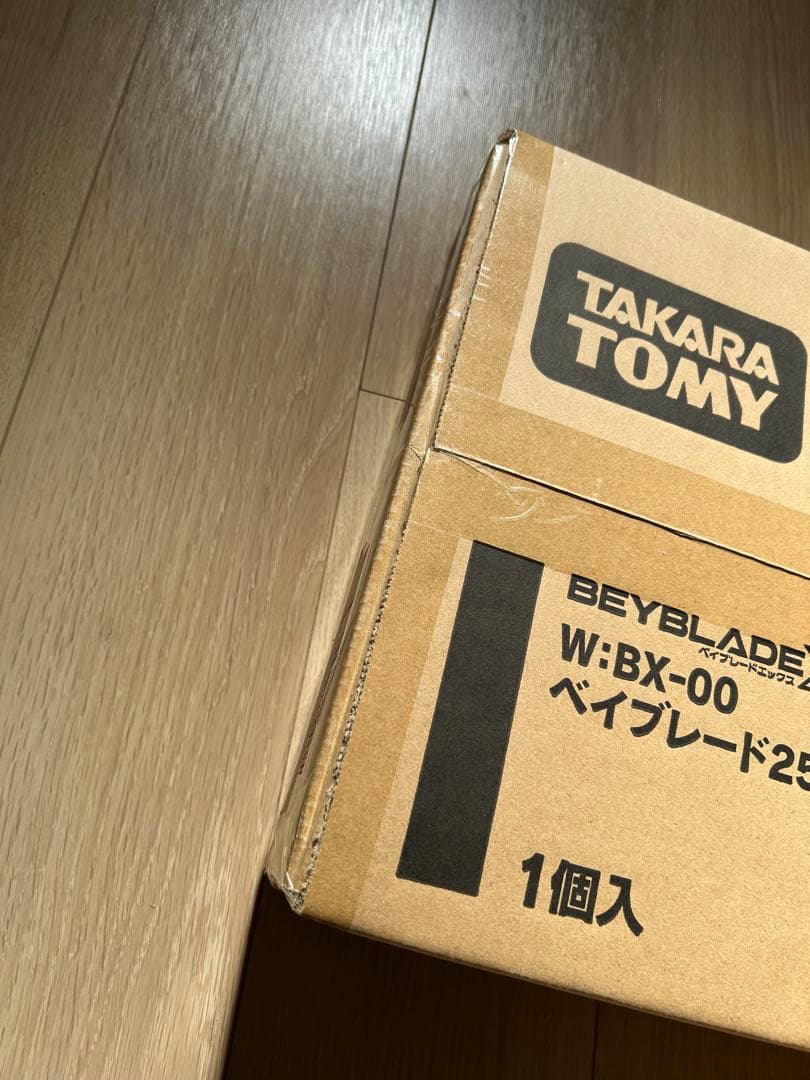 TAKARA
TOMY
BEYBLADE X
ベイブレードエックス
W:BX-00
ベイブレード25
1個入